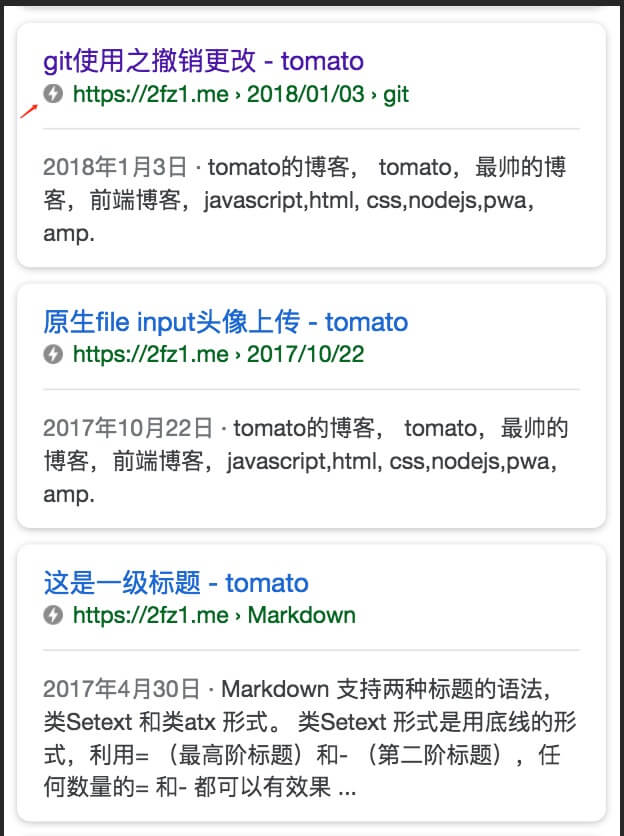 git使用之撤销更改 - tomato
https://2fz1.me › 2018/01/03 › git
2018年1月3日 · tomato的博客， tomato，最帅的博
客，前端博客，javascript,html, css,nodejs,pwa，
amp.
原生file input头像上传 - tomato
https://2fz1.me › 2017/10/22
2017年10月22日 · tomato的博客， tomato，最帅的
博客，前端博客，javascript,html, css,nodejs,pwa，
amp.
这是一级标题 - tomato
https://2fz1.me › Markdown
2017年4月30日 · Markdown 支持两种标题的语法，
类Setext 和类atx 形式。 类Setext 形式是用底线的形
式，利用= （最高阶标题）和- （第二阶标题），任
何数量的= 和- 都可以有效果 ...